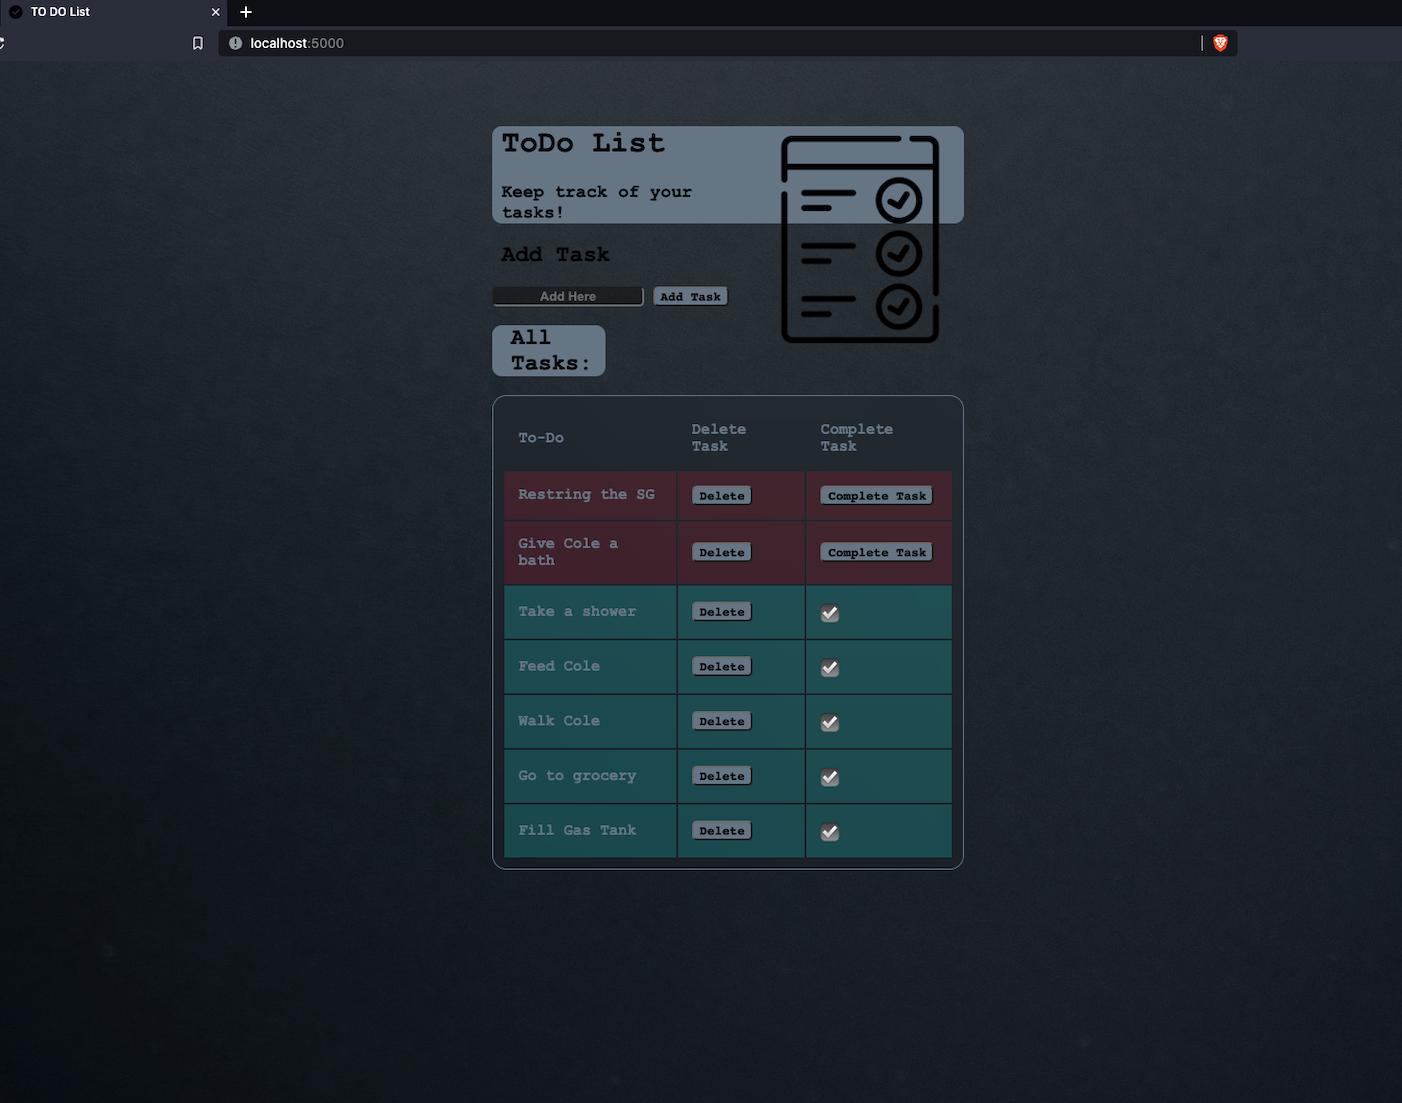 TO DO List
localhost:5000
ToDo List
Keep track of your
tasks!
Add Task
Add Here
Add Task
All
Tasks:
To-Do
Delete
Task
Complete
Task
Restring the SG
Delete
Complete Task
Give Cole a
bath
Delete
Complete Task
Take a shower
Delete
Feed Cole
Delete
Walk Cole
Delete
Go to grocery
Delete
Fill Gas Tank
Delete